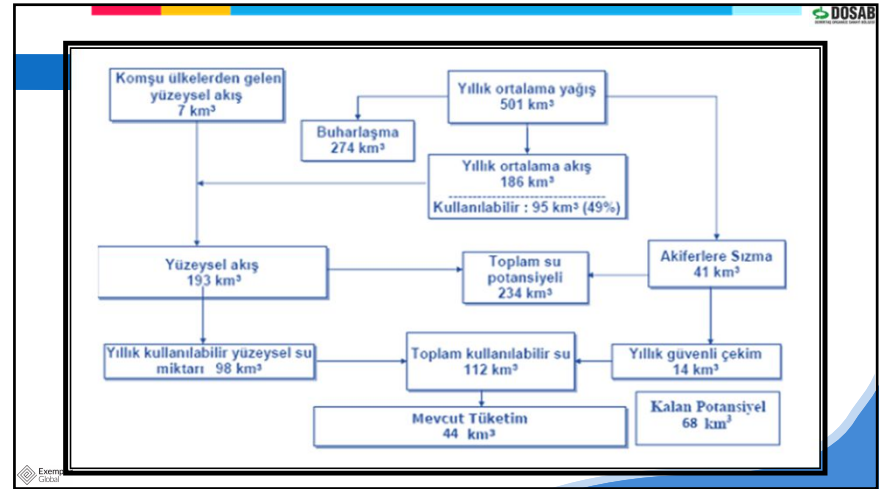 DOSAB
Komşu ülkelerden gelen
yüzeysel akış
7 km³
Yıllık ortalama yağış
501 km³
Buharlaşma
274 km³
Yıllık ortalama akış
186 km³
Kullanılabilir : 95 km³ (49%)
Yüzeysel akış
193 km³
Toplam su
potansiyeli
234 km³
Akiferlere Sızma
41 km³
Yıllık kullanılabilir yüzeysel su
miktarı 98 km³
Toplam kullanılabilir su
112 km³
Yıllık güvenli çekim
14 km³
Mevcut Tüketim
44 km³
Kalan Potansiyel
68 km³
Exemp
Global